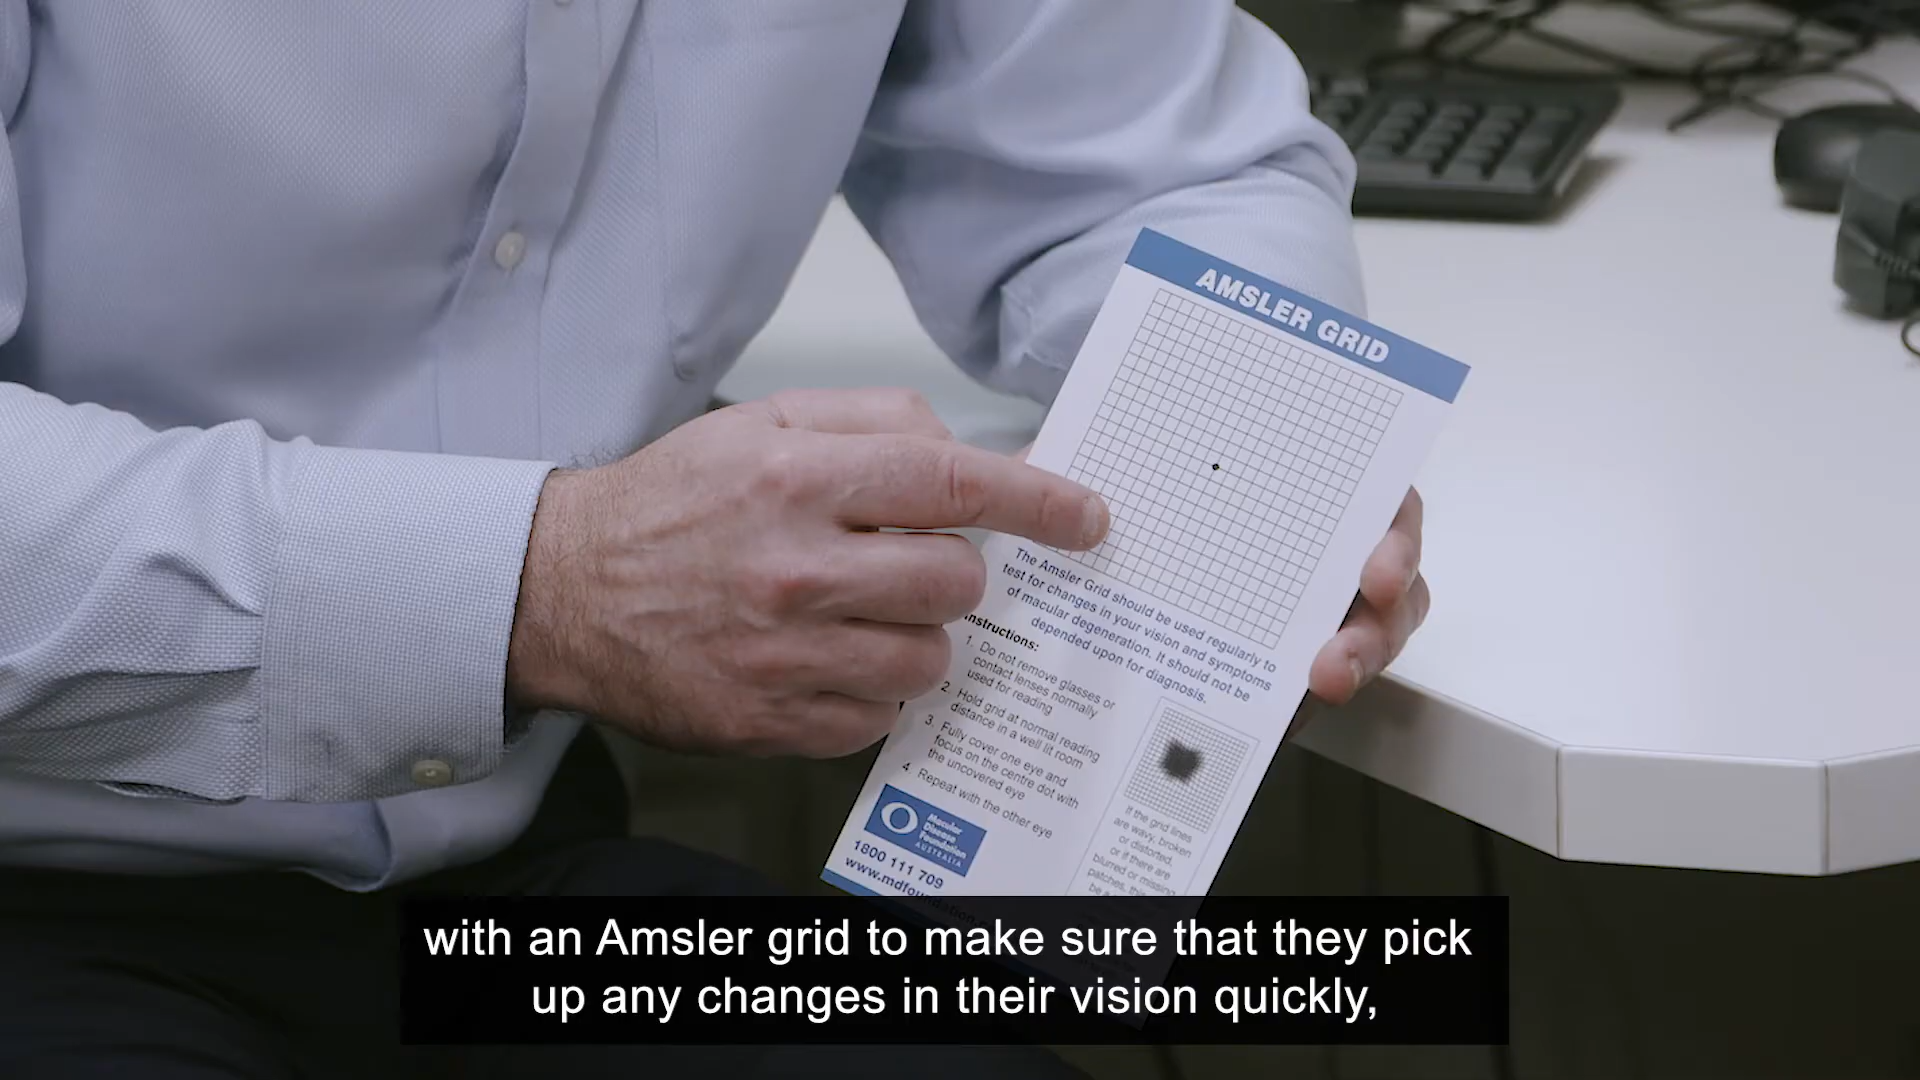 AMSLER GRID
The Amsler Grid should be used regularly to
test for changes in your vision and symptoms
of macular degeneration. It should not be
depended upon for diagnosis.
Instructions:
1. Do not remove glasses or
contact lenses normally
used for reading
2. Hold grid at normal reading
distance in a well lit room
3. Fully cover one eye and
focus on the centre dot with
the uncovered eye
4. Repeat with the other eye
If the grid lines
are wavy, broken
or distorted,
or if there are
blurred or missing
patches,
Macular
Disease
Foundation
AUSTRALIA
1800 111 709
www.mdfoundation.
with an Amsler grid to make sure that they pick
up any changes in their vision quickly,